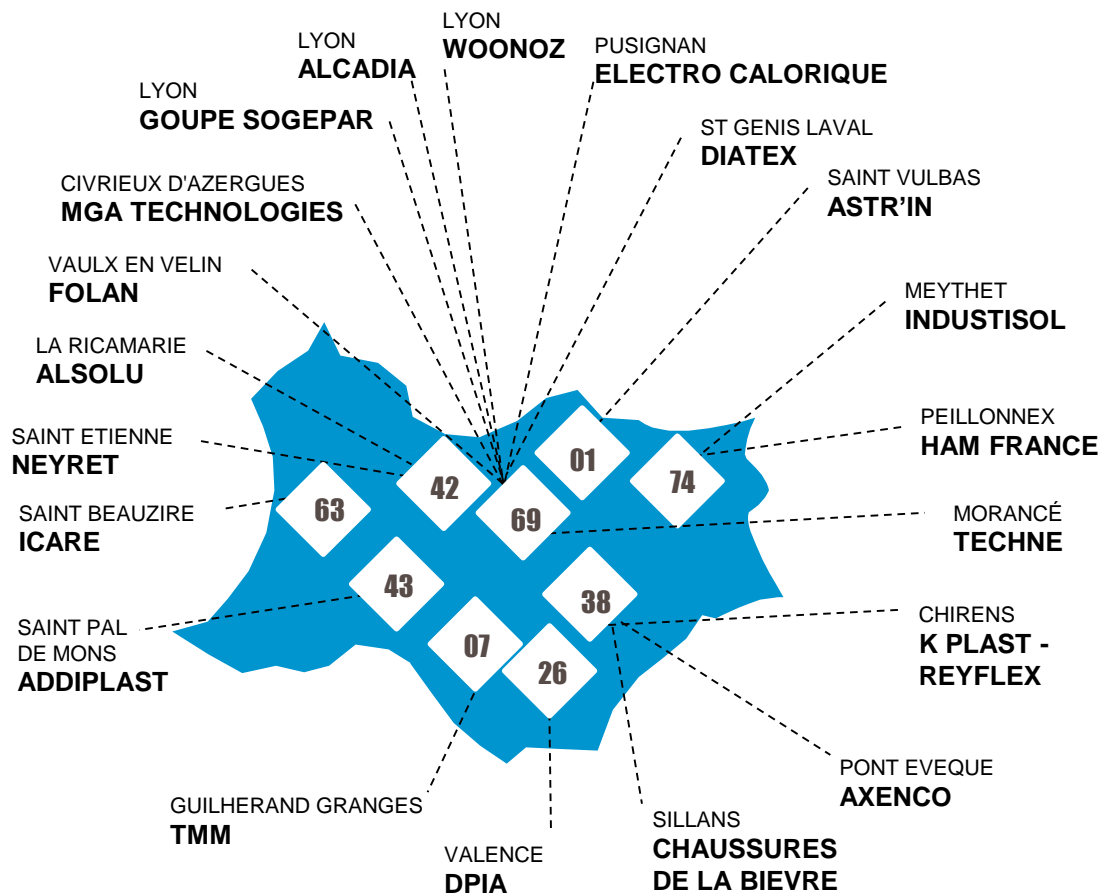 LYON
WOONOZ
LYON
ALCADIA
PUSIGNAN
ELECTRO CALORIQUE
LYON
GOUPE SOGEPAR
ST GENIS LAVAL
DIATEX
CIVRIEUX D'AZERGUES
MGA TECHNOLOGIES
SAINT VULBAS
ASTR'IN
VAULX EN VELIN
FOLAN
MEYTHET
INDUSTISOL
LA RICAMARIE
ALSOLU
PEILLONNEX
HAM FRANCE
SAINT ETIENNE
NEYRET
SAINT BEAUZIRE
ICARE
MORANCÉ
TECHNE
01
42
74
63
69
43
38
07
26
SAINT PAL
DE MONS
ADDIPLAST
CHIRENS
K PLAST -
REYFLEX
PONT EVEQUE
AXENCO
GUILHERAND GRANGES
TMM
SILLANS
CHAUSSURES
DE LA BIEVRE
VALENCE
DPIA